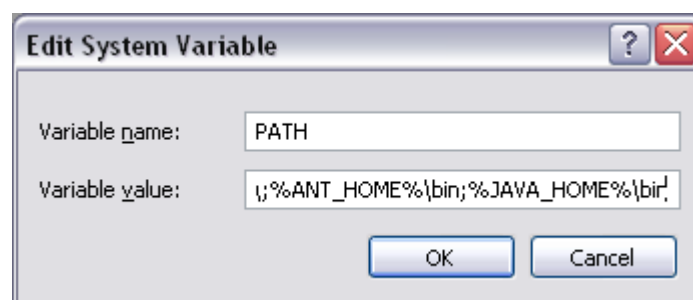 Edit System Variable
Variable name: PATH
Variable value: ;%ANT_HOME%\bin;%JAVA_HOME%\bin
OK Cancel